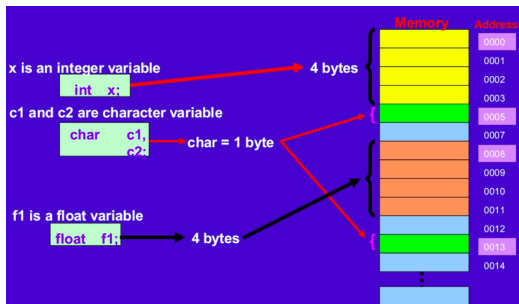 Memory
Address
0000
0001
x is an integer variable
4 bytes
0002
int x;
0003
c1 and c2 are character variable
0005
char c1,
0007
char = 1 byte
c2;
0008
0009
0010
f1 is a float variable
0011
0012
float f1;
4 bytes
0013
0014